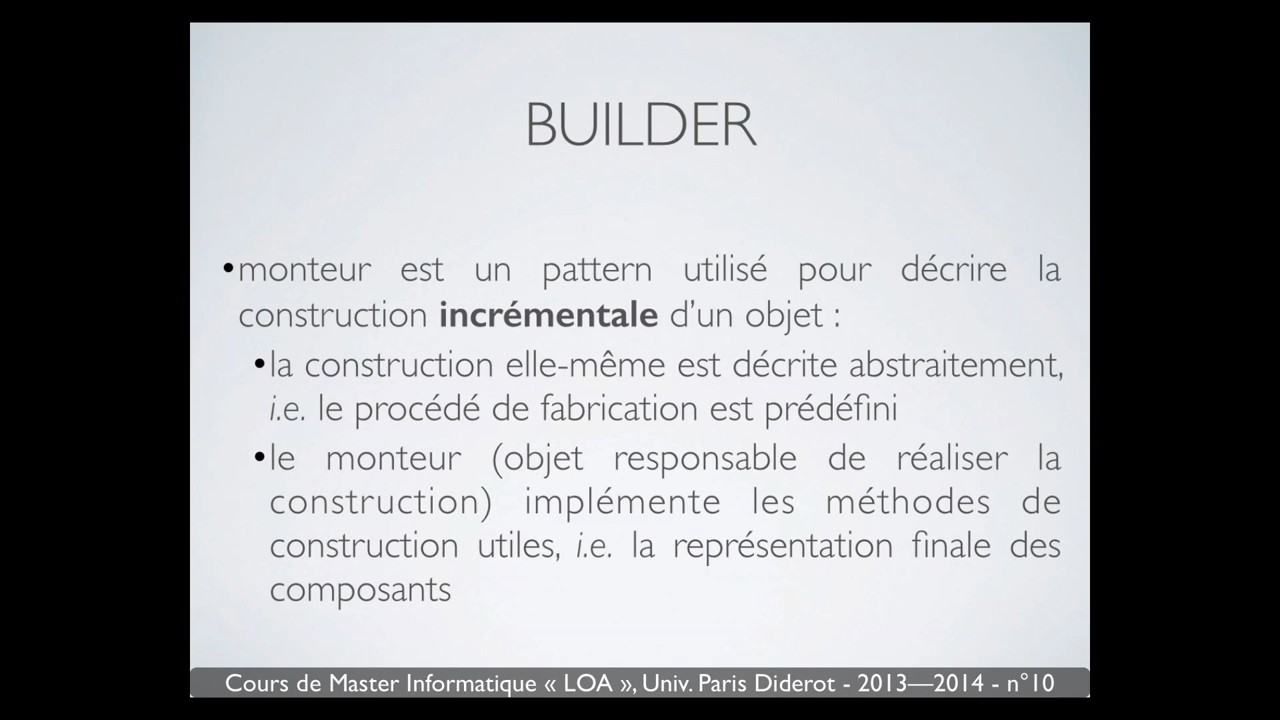 BUILDER
•monteur est un pattern utilisé pour décrire la
construction incrémentale d'un objet :
•la construction elle-même est décrite abstraitement,
i.e. le procédé de fabrication est prédéfini
•le monteur (objet responsable de réaliser la
construction) implémente les méthodes de
construction utiles, i.e. la représentation finale des
composants
Cours de Master Informatique « LOA », Univ. Paris Diderot - 2013—2014 - n°10